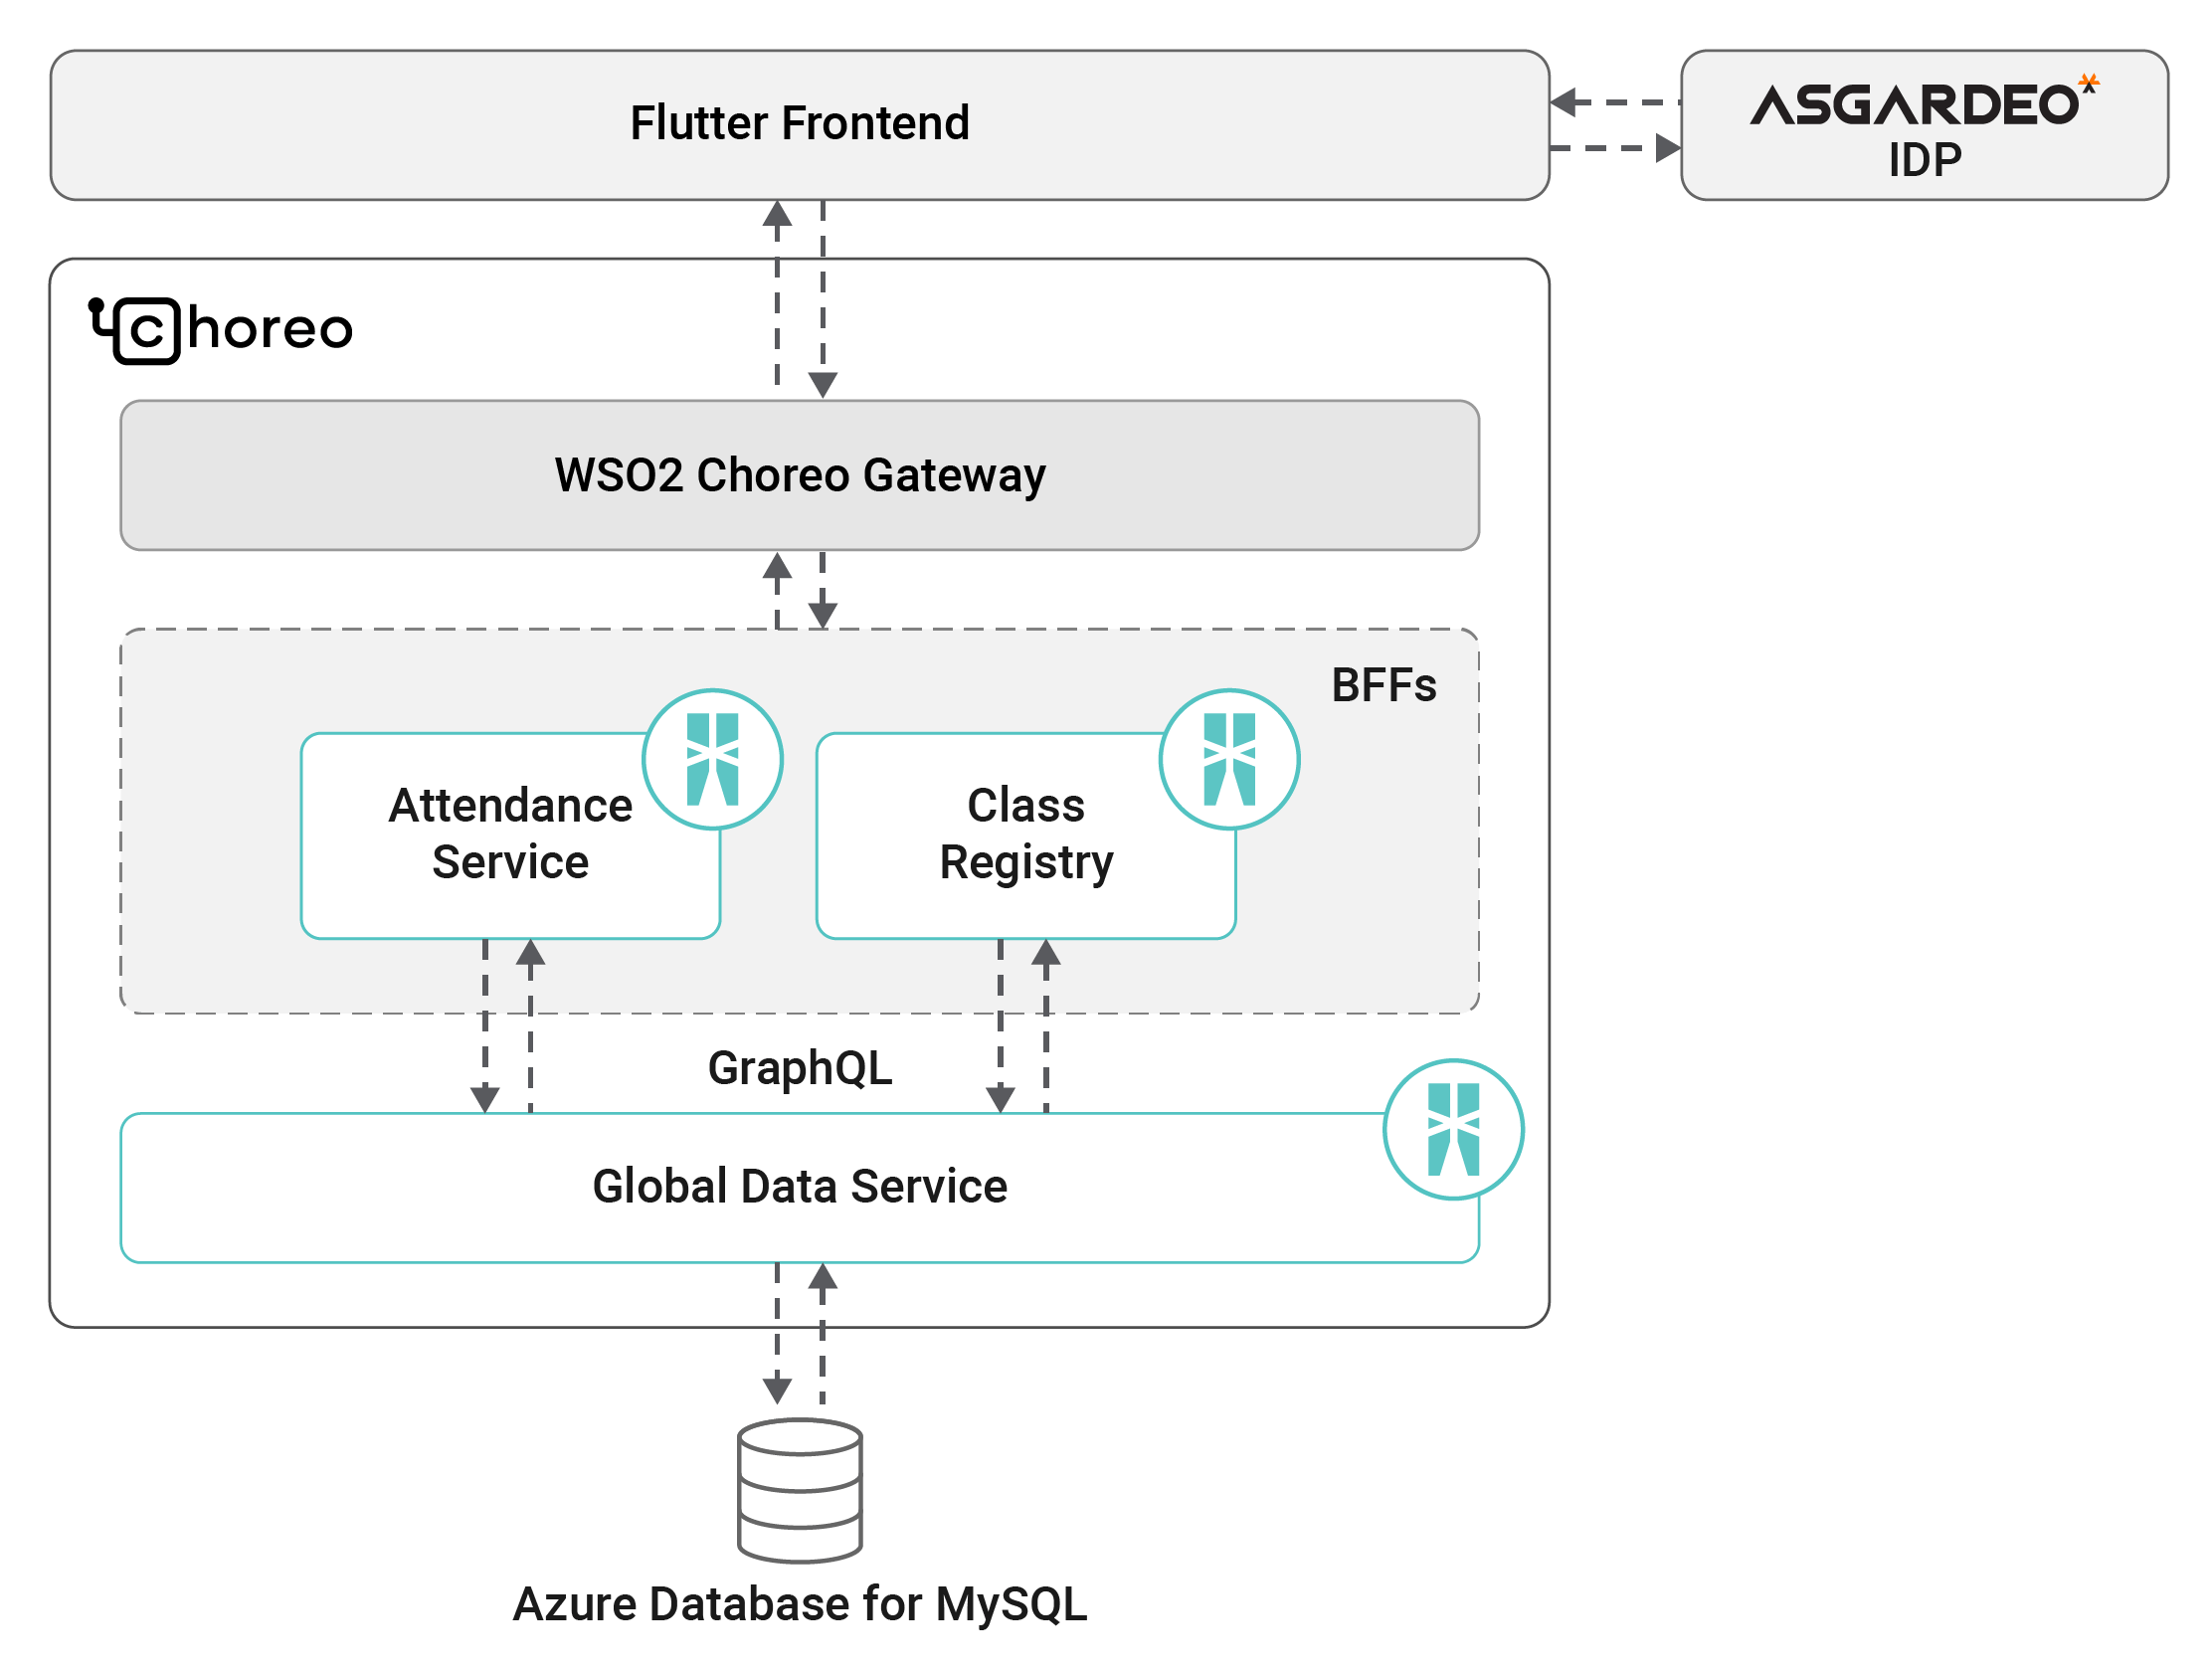 Flutter Frontend
ASGARDEO
IDP
Choreo
WSO2 Choreo Gateway
BFFs
Attendance
Service
Class
Registry
GraphQL
Global Data Service
Azure Database for MySQL